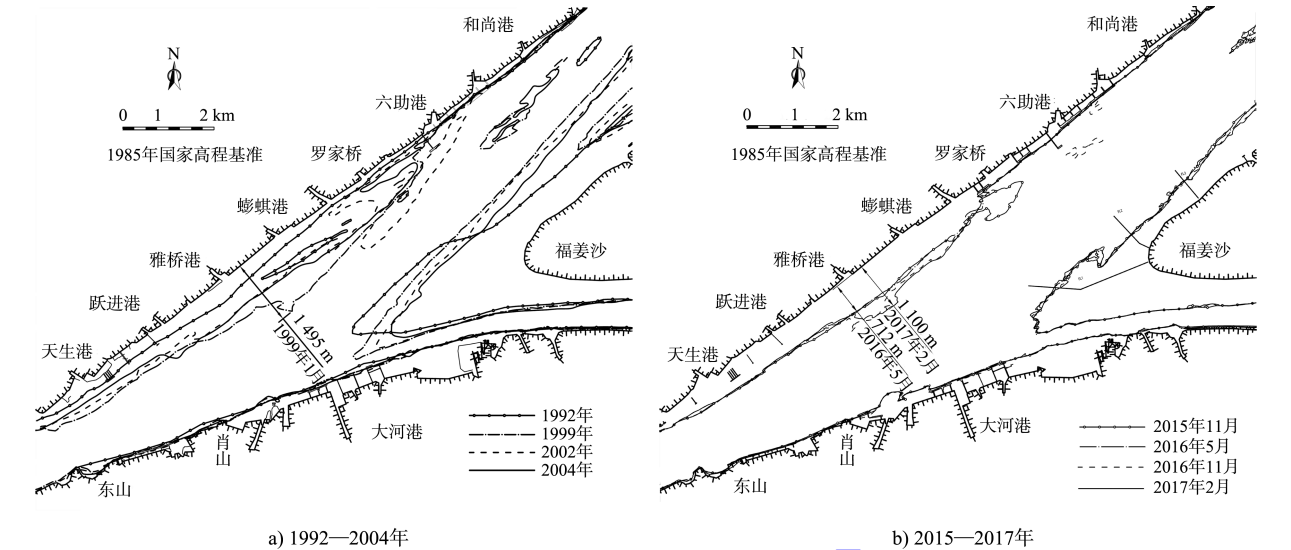 和尚港
N
六助港
0 1 2 km
1985年国家高程基准
罗家桥
蟛蜞港
雅桥港
福姜沙
跃进港
1 495 m
1999年1月
天生港
1992年
1999年
2002年
2004年
大河港
肖山
东山
a) 1992—2004年
和尚港
N
六助港
0 1 2 km
1985年国家高程基准
罗家桥
蟛蜞港
雅桥港
福姜沙
跃进港
1100 m
2017年2月
712 m
2016年5月
天生港
2015年11月
2016年5月
2016年11月
2017年2月
大河港
肖山
东山
b) 2015—2017年